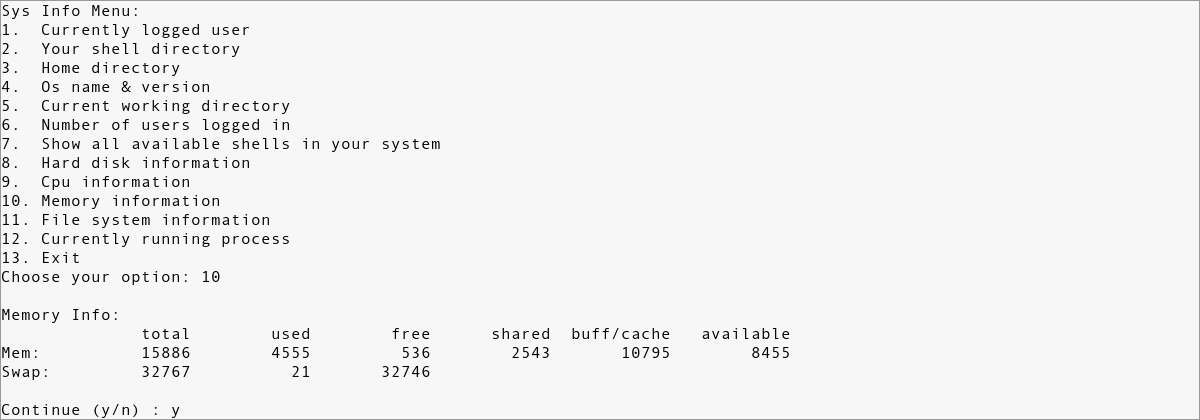 Sys Info Menu:
1.  Currently logged user
2.  Your shell directory
3.  Home directory
4.  Os name & version
5.  Current working directory
6.  Number of users logged in
7.  Show all available shells in your system
8.  Hard disk information
9.  Cpu information
10. Memory information
11. File system information
12. Currently running process
13. Exit
Choose your option: 10

Memory Info:
              total        used        free      shared  buff/cache   available
Mem:          15886        4555         536        2543       10795        8455
Swap:         32767          21       32746

Continue (y/n) : y